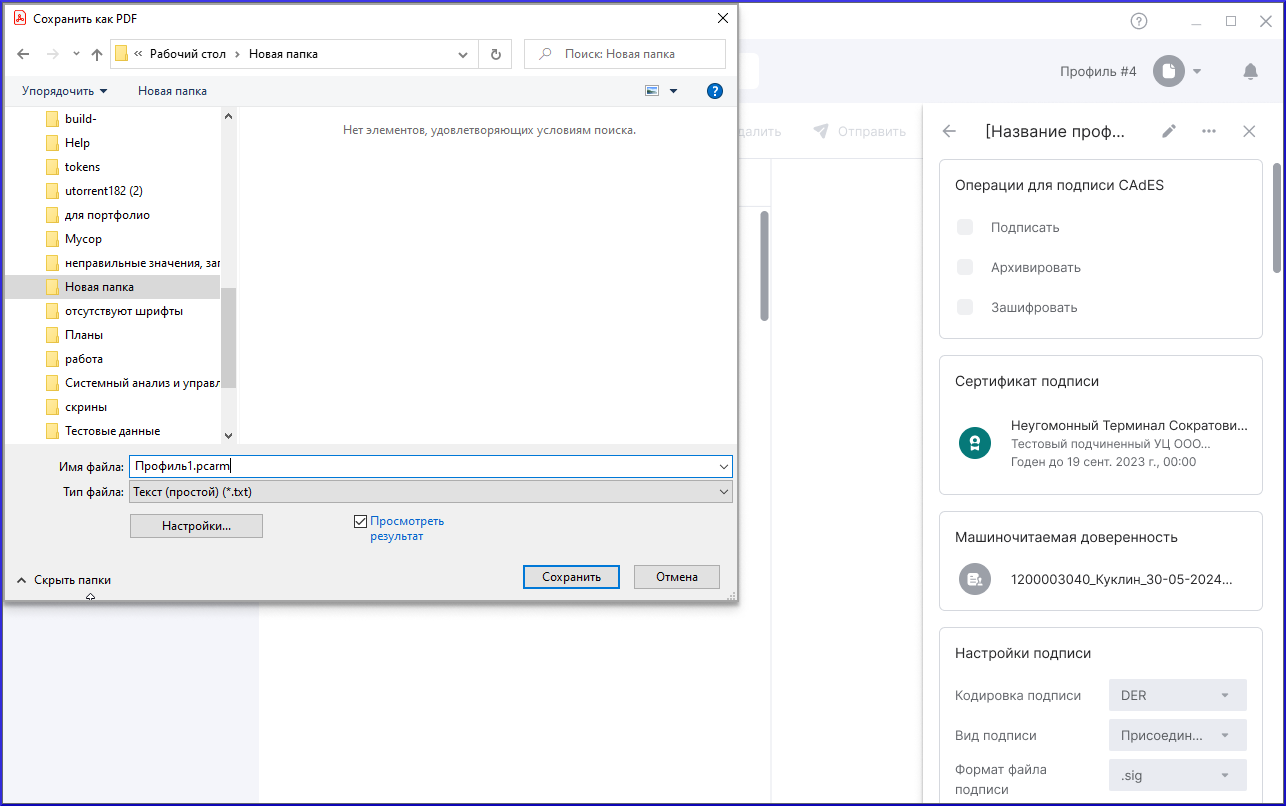 Сохранить как PDF
« Рабочий стол › Новая папка
Поиск: Новая папка
Упорядочить
Новая папка
build-
Help
tokens
utorrent182 (2)
для портфолио
Мусор
неправильные значения, заг
Новая папка
отсутствуют шрифты
Планы
работа
Системный анализ и управл
скрины
Тестовые данные
Нет элементов, удовлетворяющих условиям поиска.
Имя файла: Профиль1.pcarm
Тип файла: Текст (простой) (*.txt)
Настройки...
Просмотреть
результат
Скрыть папки
Сохранить
Отмена
Профиль #4
далить
Отправить
[Название проф...
Операции для подписи CAdES
Подписать
Архивировать
Зашифровать
Сертификат подписи
Неугомонный Терминал Сократови...
Тестовый подчиненный УЦ ООО...
Годен до 19 сент. 2023 г., 00:00
Машиночитаемая доверенность
1200003040_Куклин_30-05-2024...
Настройки подписи
Кодировка подписи DER
Вид подписи Присоедин...
Формат файла
подписи
.sig